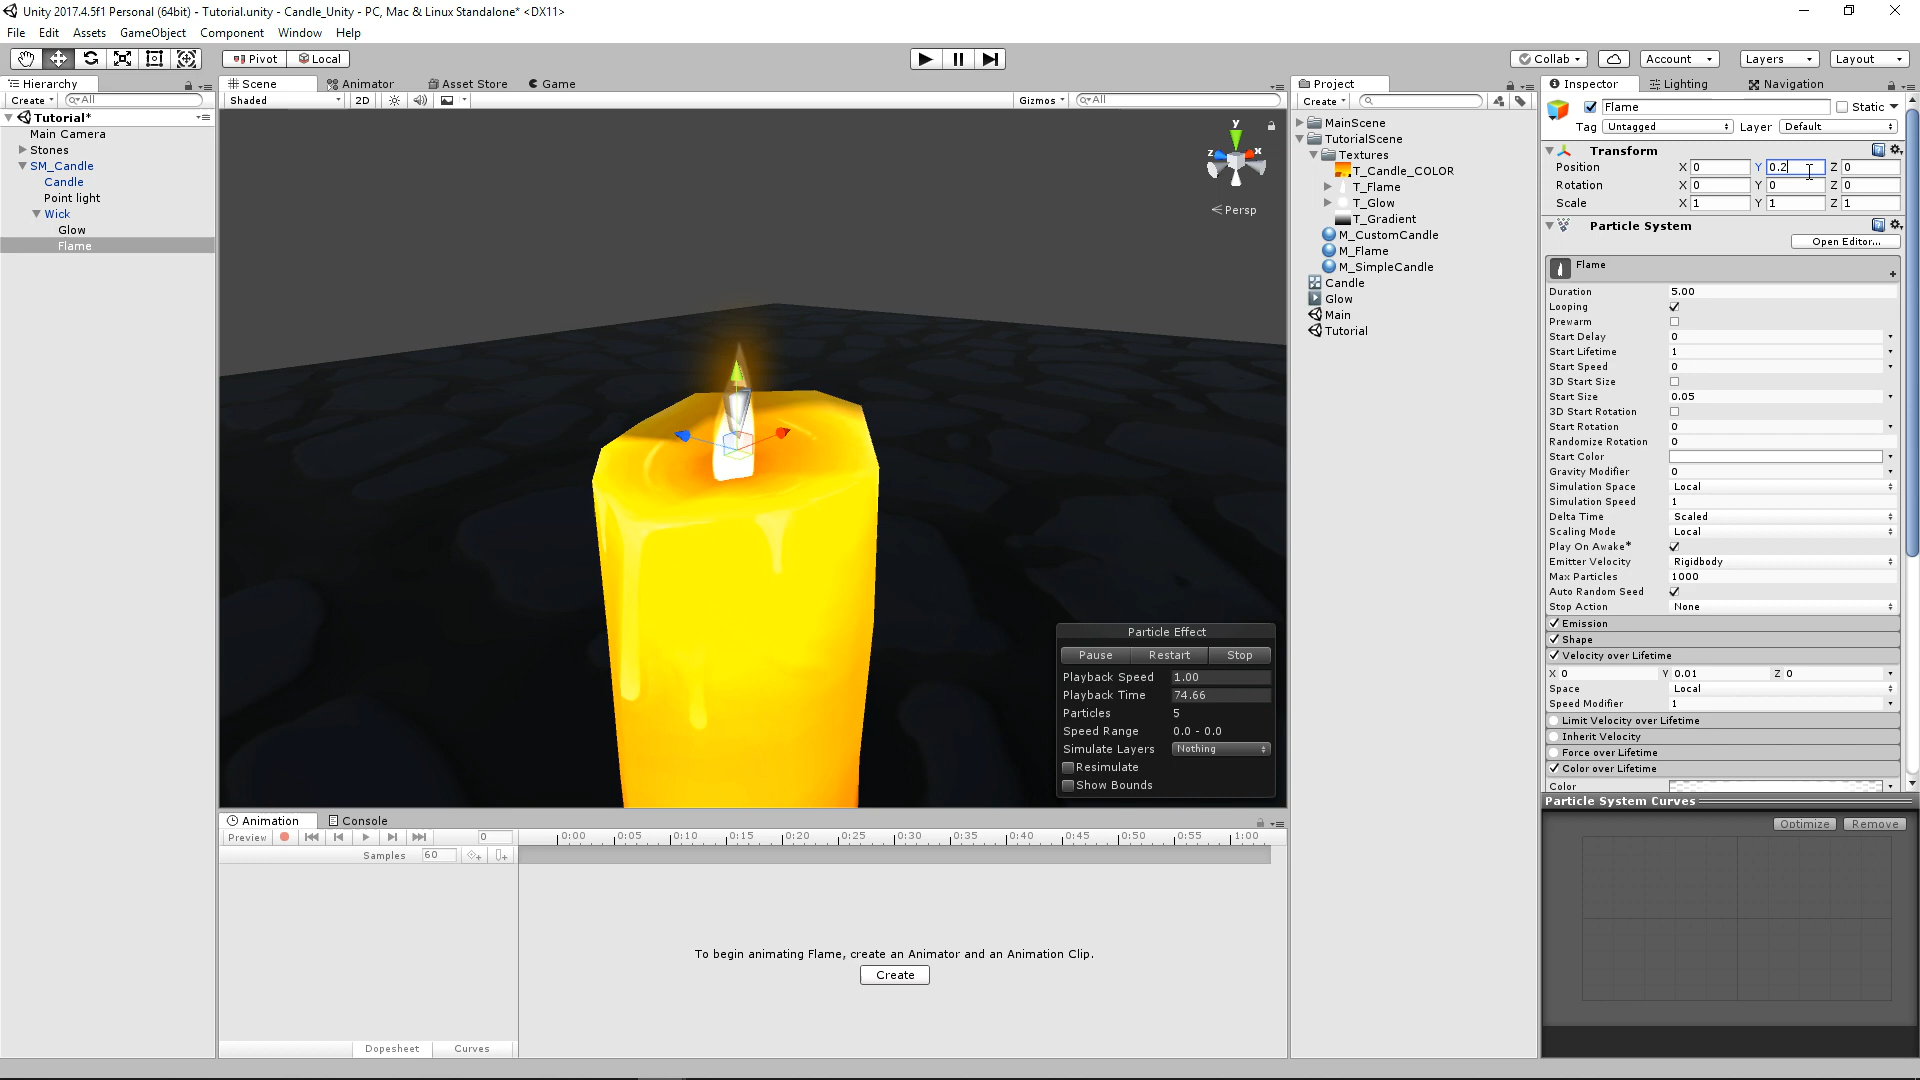 Unity 2017.4.5f1 Personal (64bit) - Tutorial.unity - Candle_Unity - PC, Mac & Linux Standalone* <DX11>
File Edit Assets GameObject Component Window Help
Pivot Local Collab Account Layers Layout
Hierarchy
Create All
Tutorial*
Main Camera
Stones
SM_Candle
Candle
Point light
Wick
Glow
Flame
Scene Animator Asset Store Game
Shaded 2D Gizmos All
y
z x
Persp
Particle Effect
Pause Restart Stop
Playback Speed 1.00
Playback Time 74.66
Particles 5
Speed Range 0.0 - 0.0
Simulate Layers Nothing
Resimulate
Show Bounds
Animation Console
Preview 0 0:00 0:05 0:10 0:15 0:20 0:25 0:30 0:35 0:40 0:45 0:50 0:55 1:00
Samples 60
To begin animating Flame, create an Animator and an Animation Clip.
Create
Dopesheet Curves
Project
Create
MainScene
TutorialScene
Textures
T_Candle_COLOR
T_Flame
T_Glow
T_Gradient
M_CustomCandle
M_Flame
M_SimpleCandle
Candle
Glow
Main
Tutorial
Inspector Lighting Navigation
Flame Static
Tag Untagged Layer Default
Transform
Position X 0 Y 0.2 Z 0
Rotation X 0 Y 0 Z 0
Scale X 1 Y 1 Z 1
Particle System
Open Editor...
Flame
Duration 5.00
Looping
Prewarm
Start Delay 0
Start Lifetime 1
Start Speed 0
3D Start Size
Start Size 0.05
3D Start Rotation
Start Rotation 0
Randomize Rotation 0
Start Color
Gravity Modifier 0
Simulation Space Local
Simulation Speed 1
Delta Time Scaled
Scaling Mode Local
Play On Awake*
Emitter Velocity Rigidbody
Max Particles 1000
Auto Random Seed
Stop Action None
Emission
Shape
Velocity over Lifetime
X 0 Y 0.01 Z 0
Space Local
Speed Modifier 1
Limit Velocity over Lifetime
Inherit Velocity
Force over Lifetime
Color over Lifetime
Color
Particle System Curves
Optimize Remove